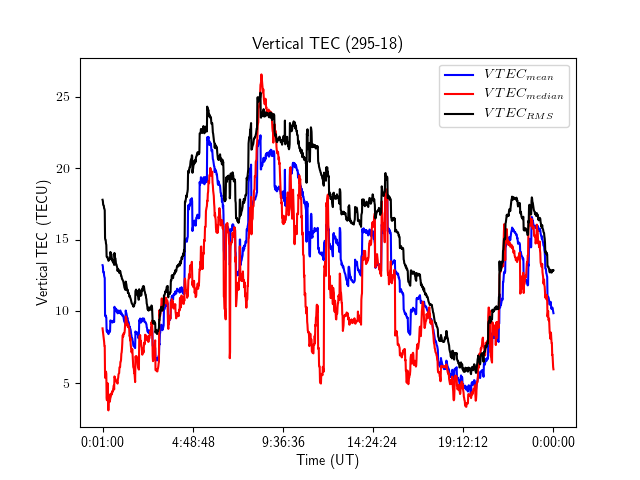 Vertical TEC (295-18)
VTEC_mean
VTEC_median
VTEC_RMS
Vertical TEC (TECU)
25
20
15
10
5
0:01:00 4:48:48 9:36:36 14:24:24 19:12:12 0:00:00
Time (UT)